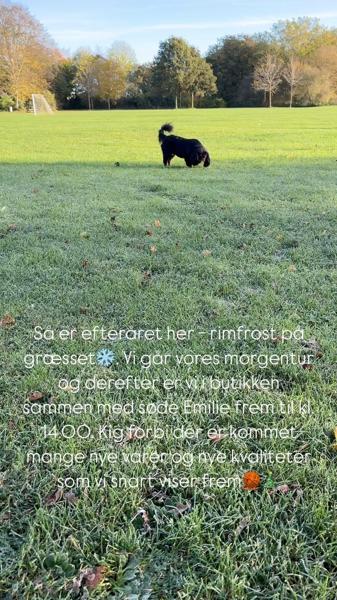 Så er efteråret her - rimfrost på
græsset❄️ Vi går vores morgentur
og derefter er vi i butikken
sammen med søde Emilie frem til kl.
14.00. Kig forbi der er kommet
mange nye varer og nye kvaliteter
som vi snart viser frem